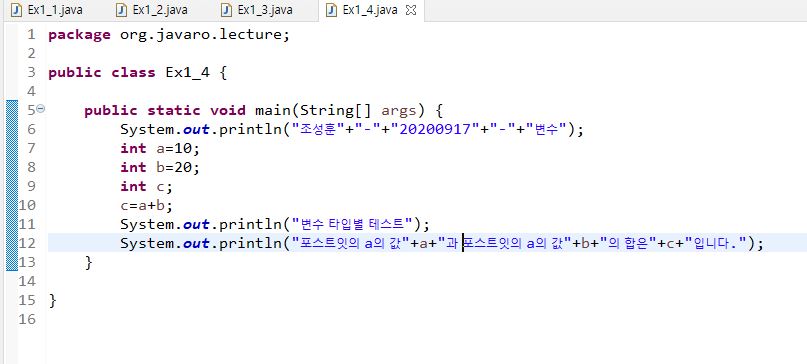 Ex1_1.java Ex1_2.java Ex1_3.java Ex1_4.java
1 package org.javaro.lecture;
2
3 public class Ex1_4 {
4
5 public static void main(String[] args) {
6 System.out.println("조성훈"+"-"+"20200917"+"-"+"변수");
7 int a=10;
8 int b=20;
9 int c;
10 c=a+b;
11 System.out.println("변수 타입별 테스트");
12 System.out.println("포스트잇의 a의 값"+a+"과 포스트잇의 a의 값"+b+"의 합은"+c+"입니다.");
13 }
14
15 }
16